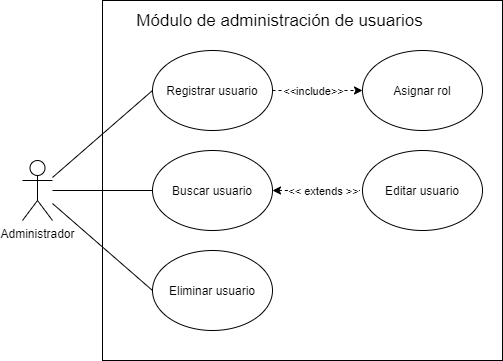 Módulo de administración de usuarios
Registrar usuario
<<include>>
Asignar rol
Buscar usuario
<< extends >>
Editar usuario
Administrador
Eliminar usuario